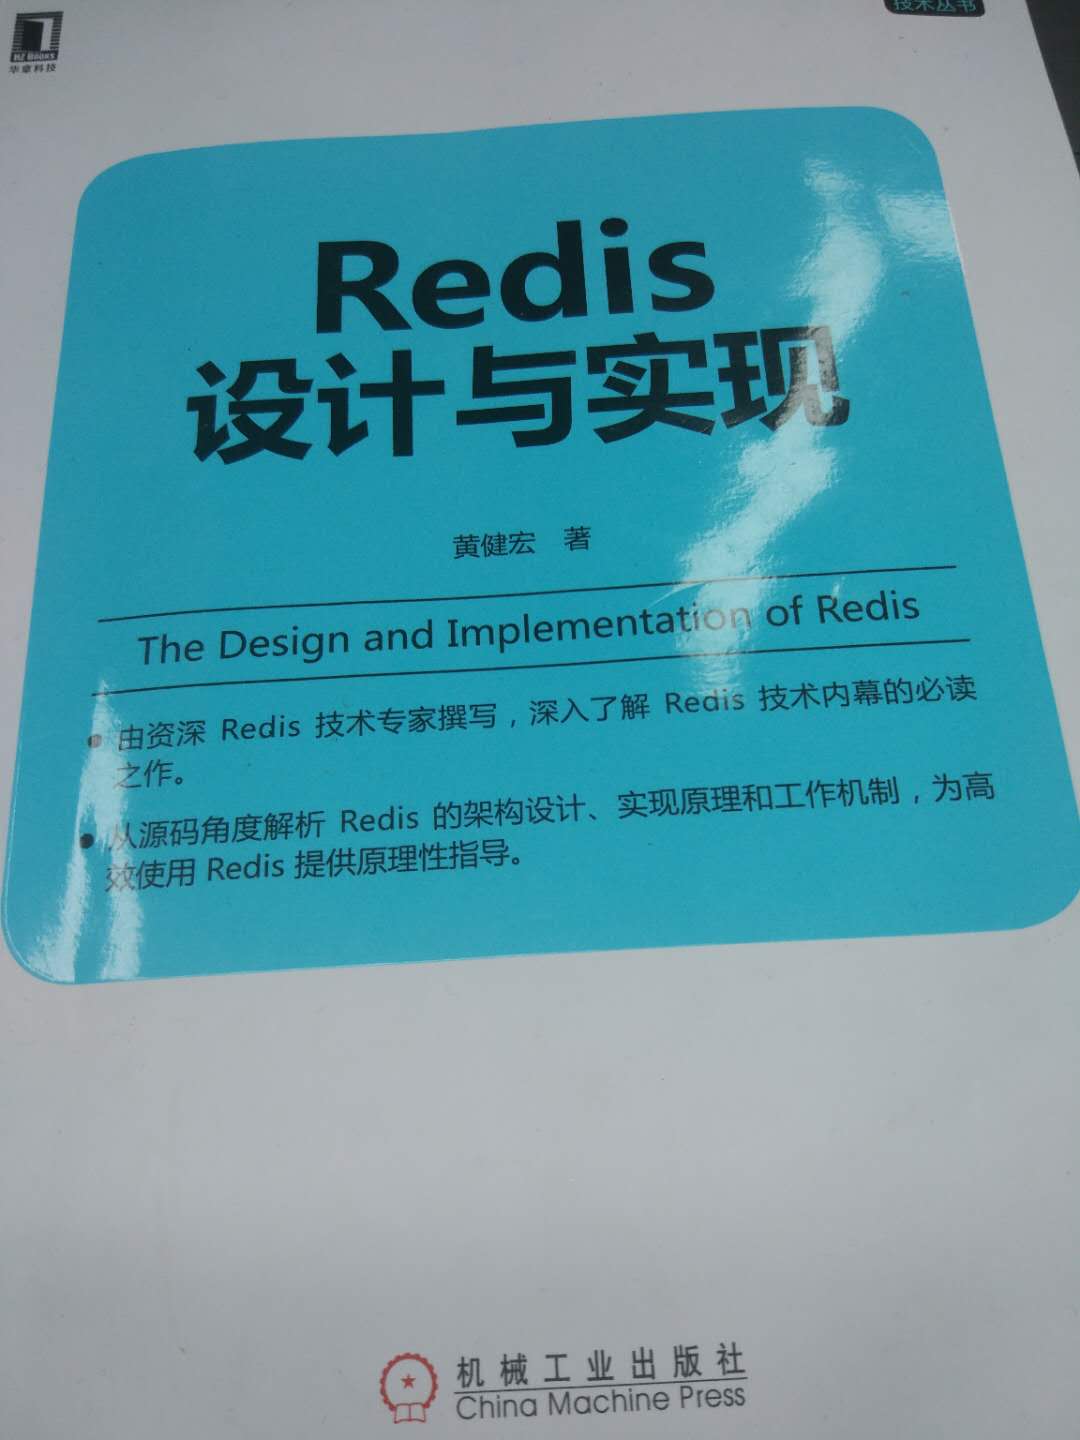 技术丛书
HZ Books
华章科技
Redis
设计与实现
黄健宏 著
The Design and Implementation of Redis
● 由资深 Redis 技术专家撰写，深入了解 Redis 技术内幕的必读
之作。
● 从源码角度解析 Redis 的架构设计、实现原理和工作机制，为高
效使用 Redis 提供原理性指导。
机械工业出版社
China Machine Press